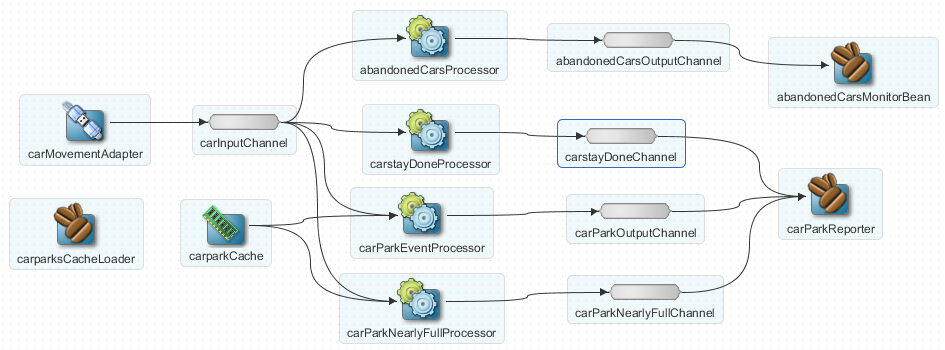 abandonedCarsProcessor
abandonedCarsOutputChannel
abandonedCarsMonitorBean
carMovementAdapter
carInputChannel
carstayDoneProcessor
carstayDoneChannel
carparksCacheLoader
carparkCache
carParkEventProcessor
carParkOutputChannel
carParkReporter
carParkNearlyFullProcessor
carParkNearlyFullChannel